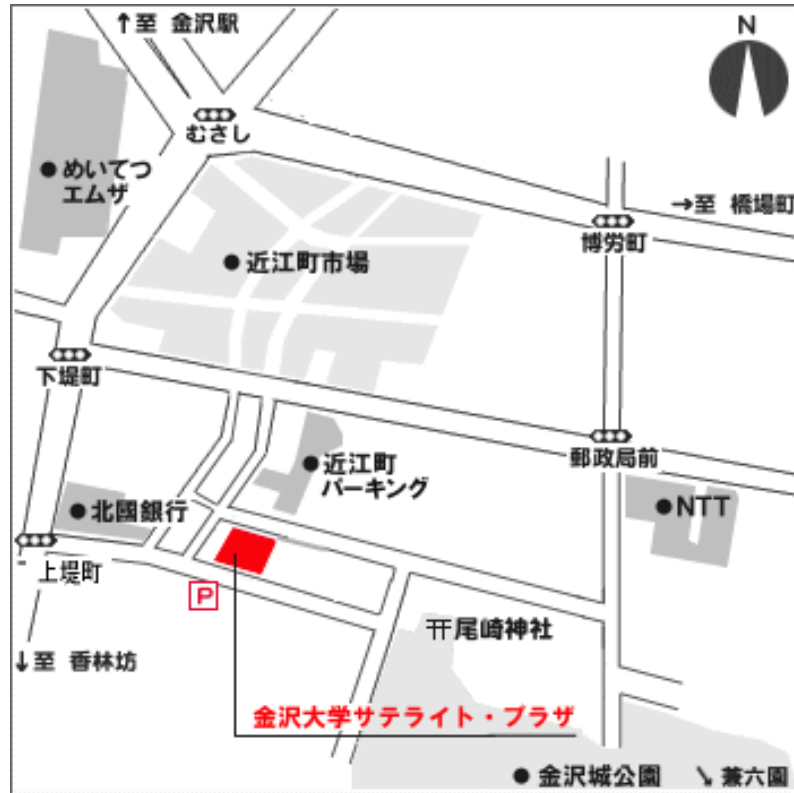 ↑至 金沢駅
N
むさし
●めいてつ
エムザ
→至 橋場町
博労町
●近江町市場
下堤町
郵政局前
●近江町
パーキング
●北國銀行
●NTT
上堤町
P
尾崎神社
↓至 香林坊
金沢大学サテライト・プラザ
●金沢城公園
↘兼六園